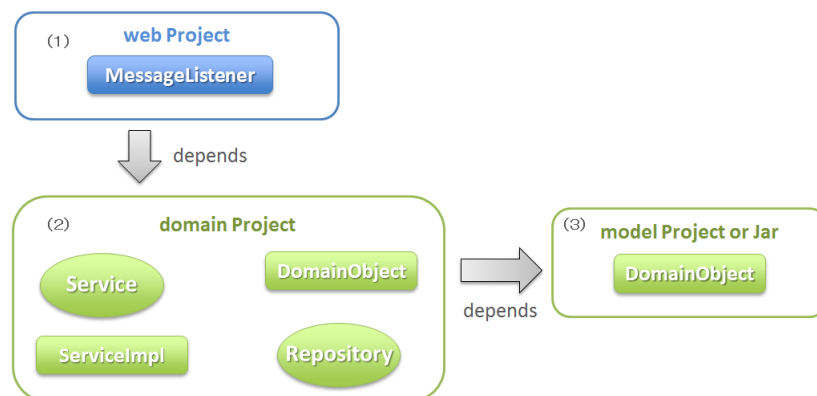 (1)
web Project
MessageListener
depends
(2)
domain Project
Service
DomainObject
ServiceImpl
Repository
depends
(3)
model Project or Jar
DomainObject